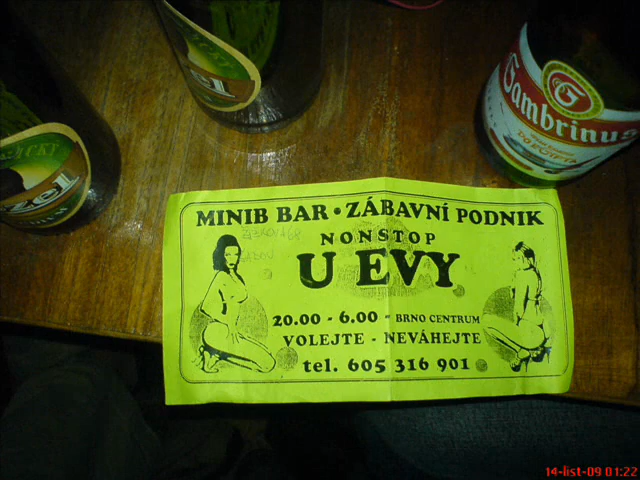 Gambrinus
MINIB BAR • ZÁBAVNÍ PODNIK
NONSTOP
U EVY
20.00 - 6.00 - BRNO CENTRUM
VOLEJTE - NEVÁHEJTE
tel. 605 316 901
14-list-09 01:22